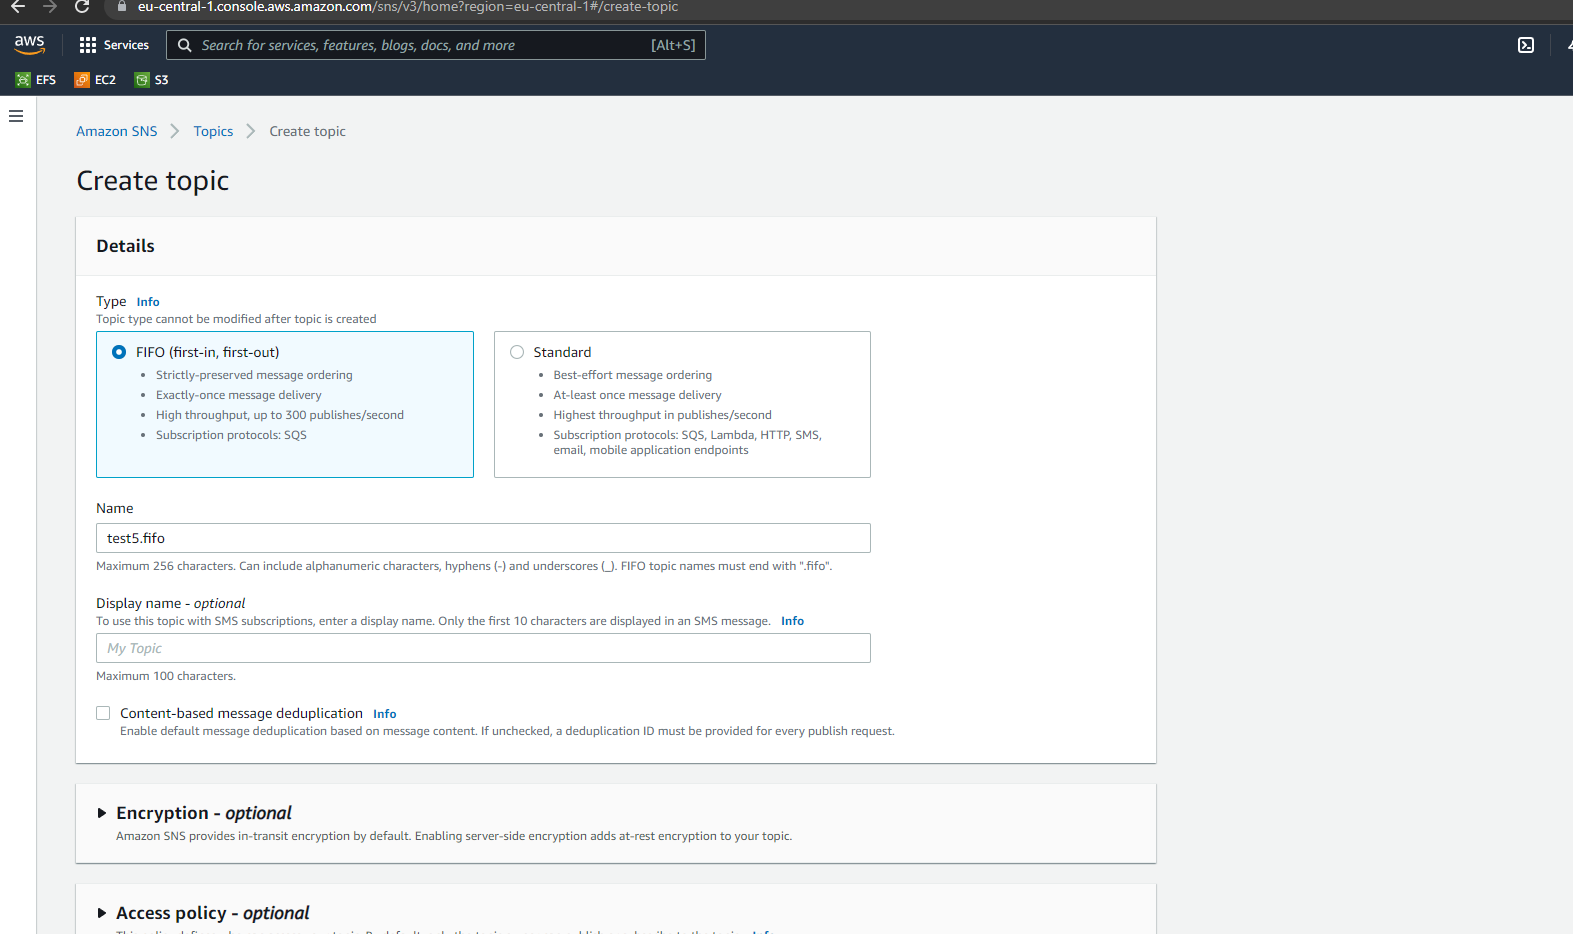 eu-central-1.console.aws.amazon.com/sns/v3/home?region=eu-central-1#/create-topic
aws
Services
Search for services, features, blogs, docs, and more
[Alt+S]
EFS
EC2
S3
Amazon SNS
Topics
Create topic
Create topic
Details
Type Info
Topic type cannot be modified after topic is created
FIFO (first-in, first-out)
• Strictly-preserved message ordering
• Exactly-once message delivery
• High throughput, up to 300 publishes/second
• Subscription protocols: SQS
Standard
• Best-effort message ordering
• At-least once message delivery
• Highest throughput in publishes/second
• Subscription protocols: SQS, Lambda, HTTP, SMS,
email, mobile application endpoints
Name
test5.fifo
Maximum 256 characters. Can include alphanumeric characters, hyphens (-) and underscores (_). FIFO topic names must end with ".fifo".
Display name - optional
To use this topic with SMS subscriptions, enter a display name. Only the first 10 characters are displayed in an SMS message. Info
My Topic
Maximum 100 characters.
Content-based message deduplication Info
Enable default message deduplication based on message content. If unchecked, a deduplication ID must be provided for every publish request.
Encryption - optional
Amazon SNS provides in-transit encryption by default. Enabling server-side encryption adds at-rest encryption to your topic.
Access policy - optional